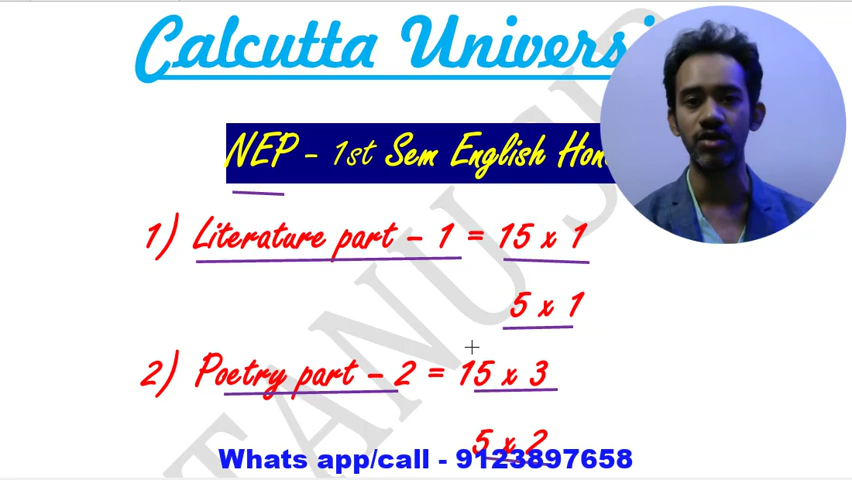 Calcutta Universi
NEP - 1st Sem English Hon
1) Literature part - 1 = 15 x 1
5 x 1
2) Poetry part - 2 = 15 x 3
5 x 2
Whats app/call - 9123897658